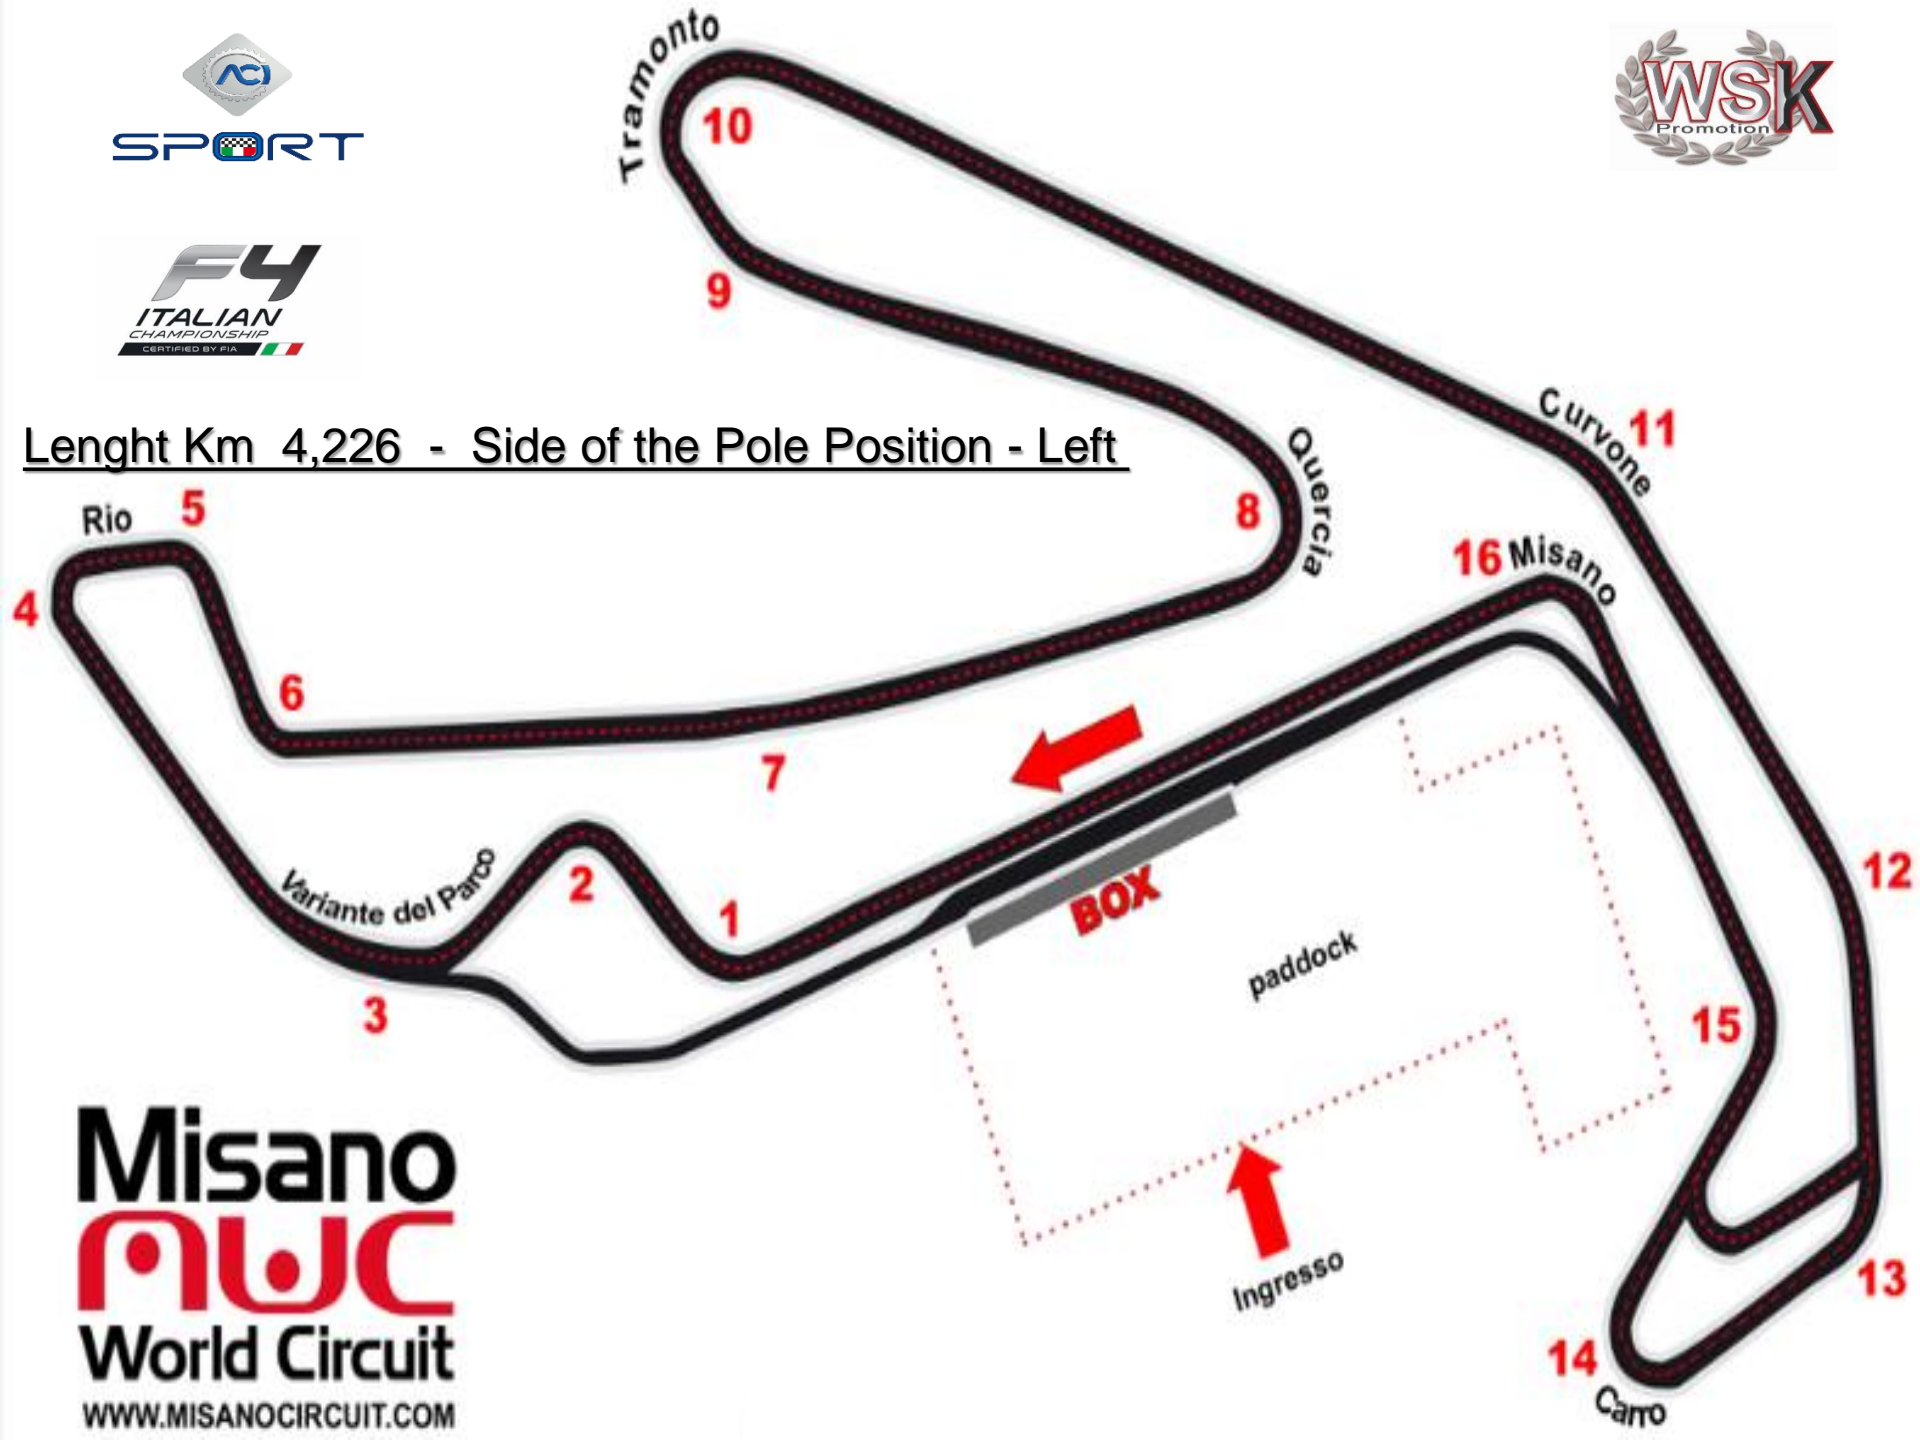 Tramonto
ACI
SPORT
10
WSK
Promotion
9
F4
ITALIAN
CHAMPIONSHIP
CERTIFIED BY FIA
Curvone
11
Lenght Km 4,226 - Side of the Pole Position - Left
Quercia
8
Rio
5
16
Misano
4
6
7
Variante del Parco
2
1
BOX
12
paddock
3
15
Misano
MWC
World Circuit
WWW.MISANOCIRCUIT.COM
Ingresso
13
14
Carro